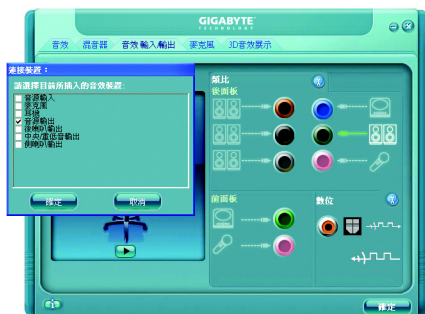 GIGABYTE
TECHNOLOGY
音效 混音器 音效輸入/輸出 麥克風 3D音效展示
連接裝置：
請選擇目前所插入的音效裝置:
音源輸入
麥克風
耳機
音源輸出
後喇叭輸出
中央/重低音輸出
側喇叭輸出
確定 取消
類比
後面板
前面板
數位
確定